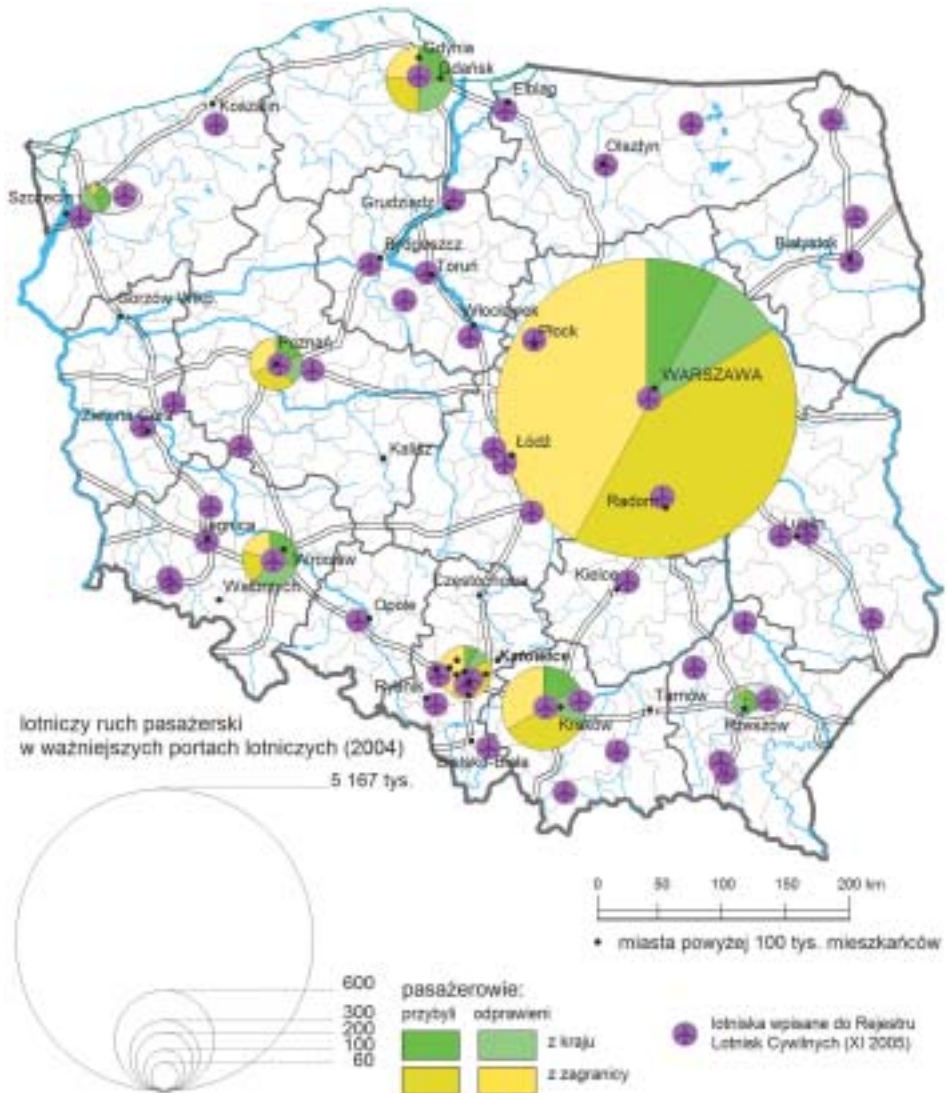 Gdynia
Gdańsk
Koszalin
Elbląg
Olsztyn
Szczecin
Grudziądz
Bydgoszcz
Białystok
Toruń
Gorzów Wlkp.
Włocławek
Płock
Poznań
WARSZAWA
Zielona Góra
Kalisz
Łódź
Radom
Legnica
Lublin
Wrocław
Wałbrzych
Częstochowa
Kielce
Opole
Katowice
Rybnik
Kraków
Tarnów
Rzeszów
Bielsko-Biała
lotniczy ruch pasażerski
w ważniejszych portach lotniczych (2004)
5 167 tys.
600
300
200
100
60
0 50 100 150 200 km
miasta powyżej 100 tys. mieszkańców
pasażerowie:
przybyli odprawieni
z kraju
z zagranicy
lotniska wpisane do Rejestru
Lotnisk Cywilnych (XI 2005)